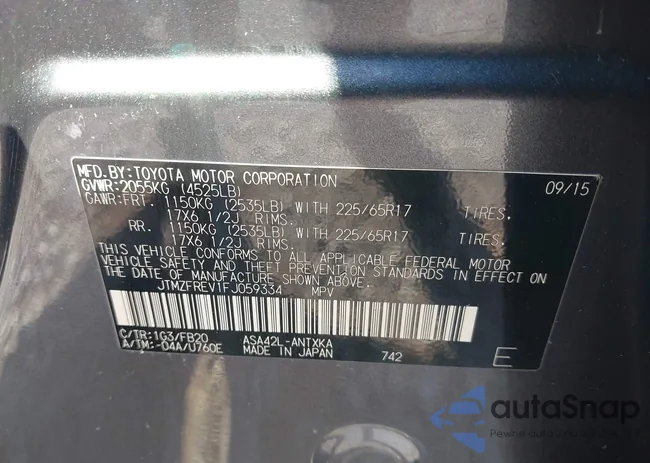 MFD.BY:TOYOTA MOTOR CORPORATION 09/15
GVWR:2055KG (4525LB)
GAWR:FRT. 1150KG (2535LB) WITH 225/65R17 TIRES.
17X6 1/2J RIMS.
RR. 1150KG (2535LB) WITH 225/65R17 TIRES.
17X6 1/2J RIMS.
THIS VEHICLE CONFORMS TO ALL APPLICABLE FEDERAL MOTOR
VEHICLE SAFETY AND THEFT PREVENTION STANDARDS IN EFFECT ON
THE DATE OF MANUFACTURE SHOWN ABOVE.
JTMZFREV1FJ059334 MPV
C/TR:1G3/FB20 ASA42L-ANTXKA
A/TM:-04A/U760E MADE IN JAPAN 742 E
autoSnap
Pewne auto z